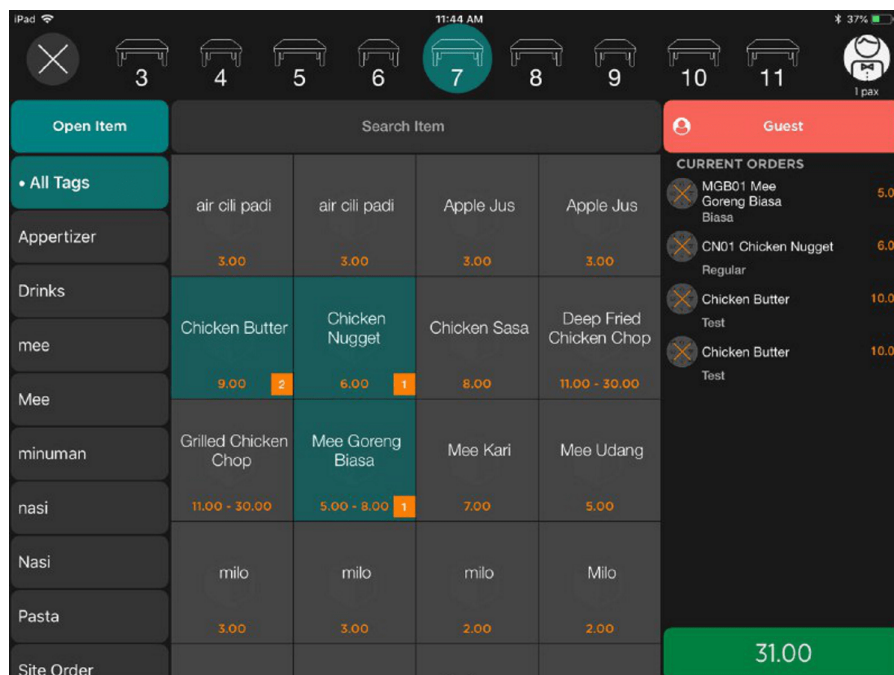 iPad 11:44 AM 37%
3 4 5 6 7 8 9 10 11
1 pax
Open Item
Search Item
Guest
• All Tags
Appertizer
Drinks
mee
Mee
minuman
nasi
Nasi
Pasta
Site Order
air cili padi
3.00
air cili padi
3.00
Apple Jus
3.00
Apple Jus
3.00
Chicken Butter
9.00 2
Chicken
Nugget
6.00 1
Chicken Sasa
8.00
Deep Fried
Chicken Chop
11.00 - 30.00
Grilled Chicken
Chop
11.00 - 30.00
Mee Goreng
Biasa
5.00 - 8.00 1
Mee Kari
7.00
Mee Udang
5.00
milo
3.00
milo
3.00
milo
2.00
Milo
2.00
CURRENT ORDERS
MGB01 Mee 5.0
Goreng Biasa
Biasa
CN01 Chicken Nugget 6.0
Regular
Chicken Butter 10.0
Test
Chicken Butter 10.0
Test
31.00